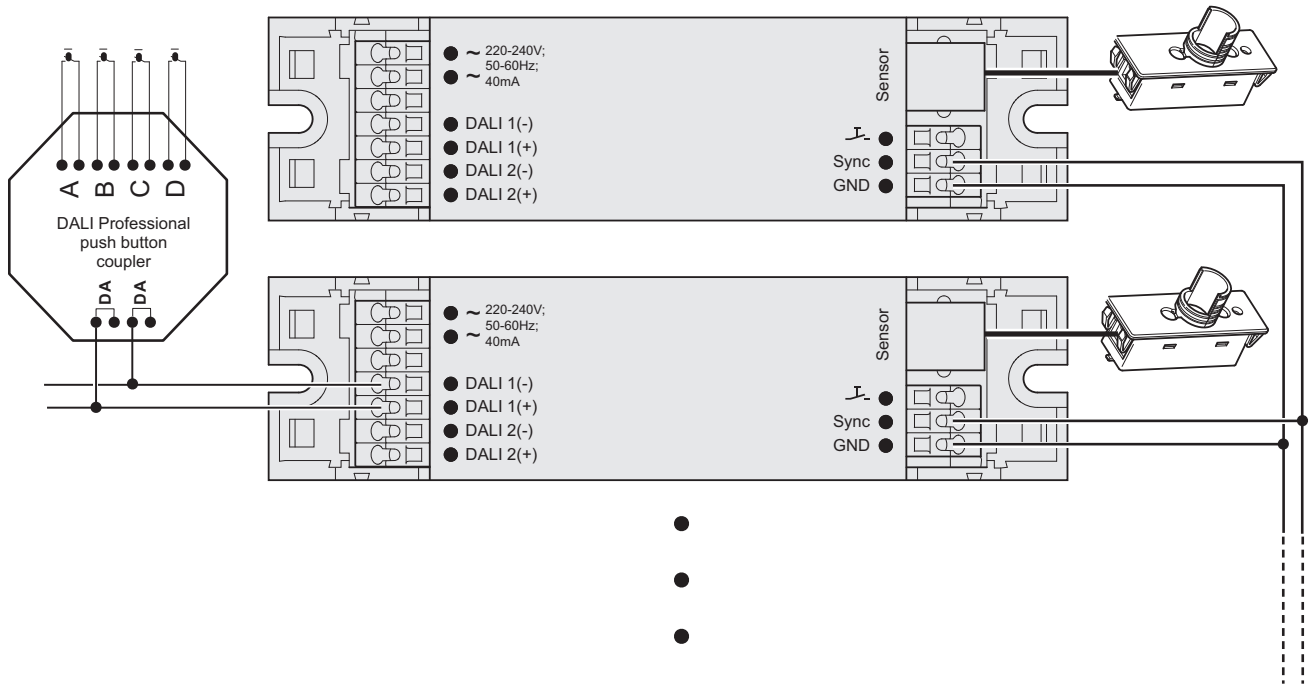 A B C D
DALI Professional
push button
coupler
DA DA
~ 220-240V;
50-60Hz;
~ 40mA
DALI 1(-)
DALI 1(+)
DALI 2(-)
DALI 2(+)
Sensor
Sync
GND
~ 220-240V;
50-60Hz;
~ 40mA
DALI 1(-)
DALI 1(+)
DALI 2(-)
DALI 2(+)
Sensor
Sync
GND